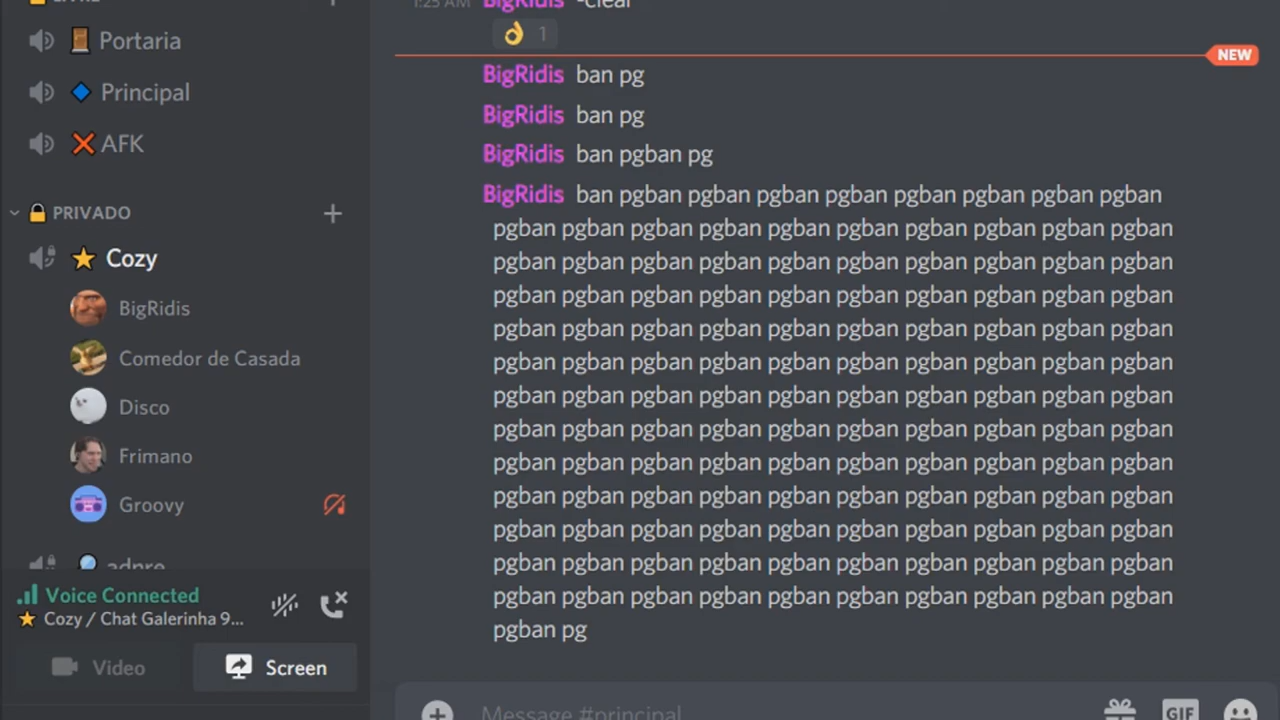 LIVRE
Portaria
Principal
AFK
PRIVADO
Cozy
BigRidis
Comedor de Casada
Disco
Frimano
Groovy
adnre
Voice Connected
Cozy / Chat Galerinha 9...
Video
Screen
1:25 AM BigRidis -clear
1
NEW
BigRidis ban pg
BigRidis ban pg
BigRidis ban pgban pg
BigRidis ban pgban pgban pgban pgban pgban pgban pgban pgban
pgban pgban pgban pgban pgban pgban pgban pgban pgban pgban
pgban pgban pgban pgban pgban pgban pgban pgban pgban pgban
pgban pgban pgban pgban pgban pgban pgban pgban pgban pgban
pgban pgban pgban pgban pgban pgban pgban pgban pgban pgban
pgban pgban pgban pgban pgban pgban pgban pgban pgban pgban
pgban pgban pgban pgban pgban pgban pgban pgban pgban pgban
pgban pgban pgban pgban pgban pgban pgban pgban pgban pgban
pgban pgban pgban pgban pgban pgban pgban pgban pgban pgban
pgban pgban pgban pgban pgban pgban pgban pgban pgban pgban
pgban pgban pgban pgban pgban pgban pgban pgban pgban pgban
pgban pgban pgban pgban pgban pgban pgban pgban pgban pgban
pgban pgban pgban pgban pgban pgban pgban pgban pgban pgban
pgban pg
Message #principal
GIF